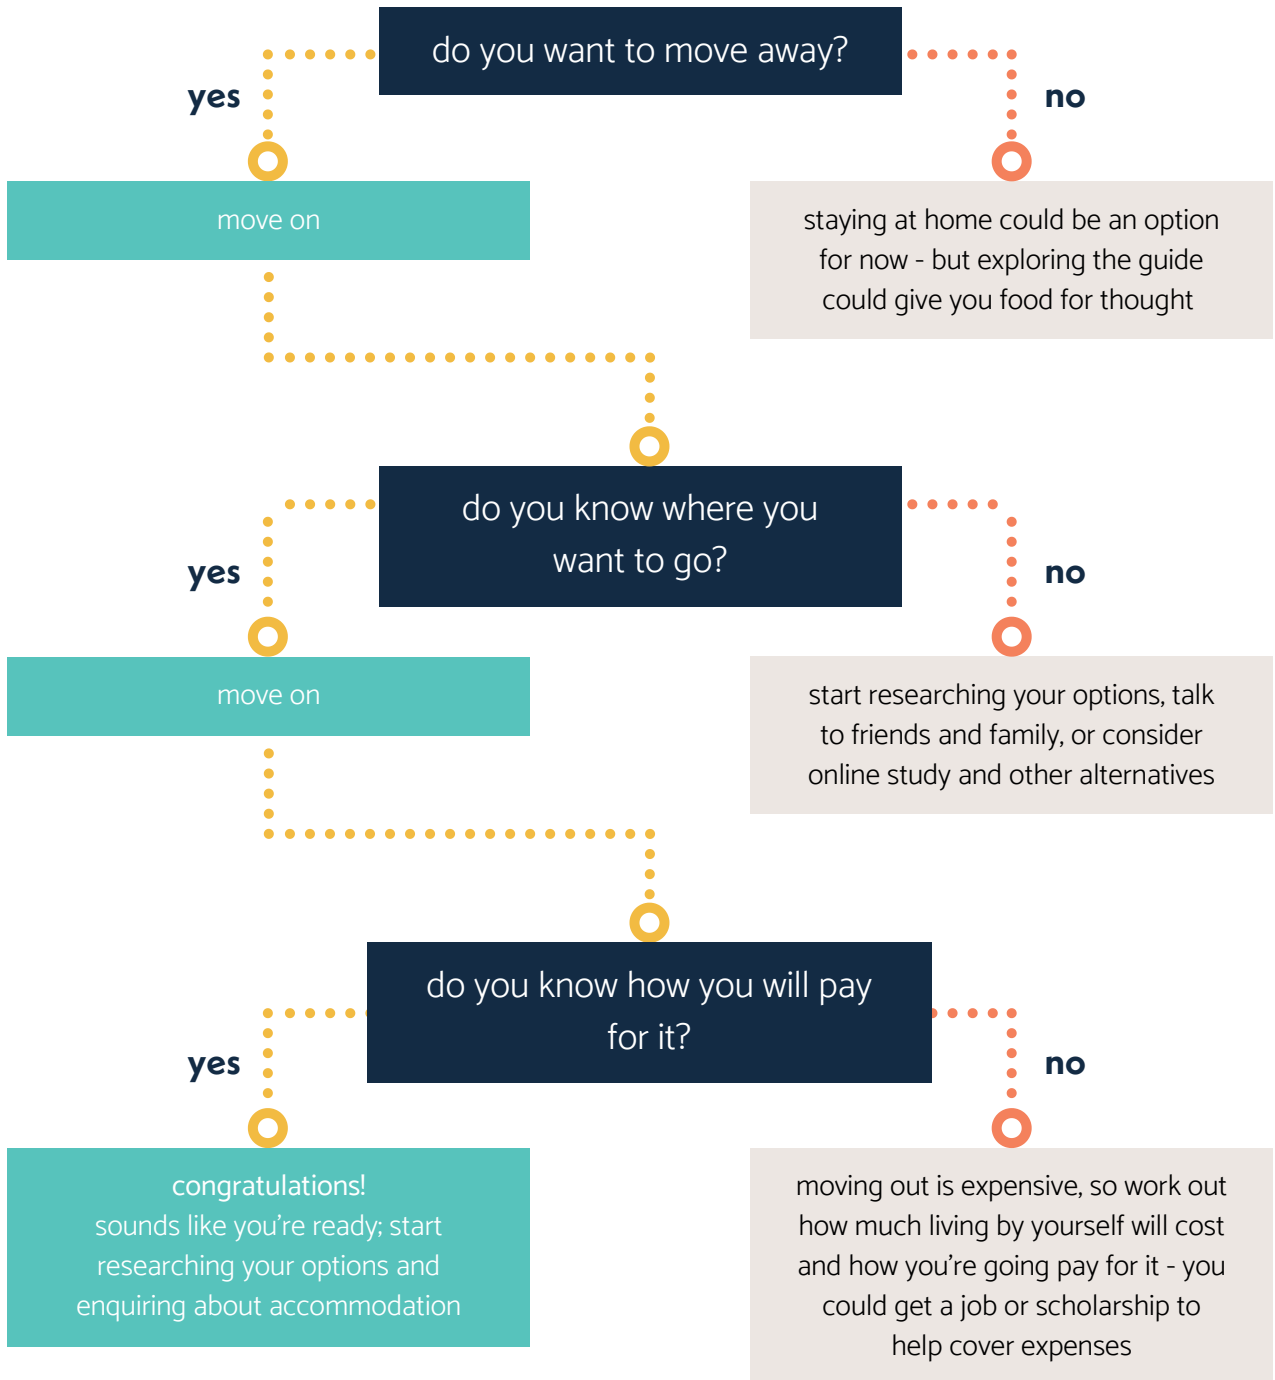 do you want to move away?
yes
no
move on
staying at home could be an option
for now - but exploring the guide
could give you food for thought
do you know where you
want to go?
yes
no
move on
start researching your options, talk
to friends and family, or consider
online study and other alternatives
do you know how you will pay
for it?
yes
no
congratulations!
sounds like you're ready; start
researching your options and
enquiring about accommodation
moving out is expensive, so work out
how much living by yourself will cost
and how you're going pay for it - you
could get a job or scholarship to
help cover expenses